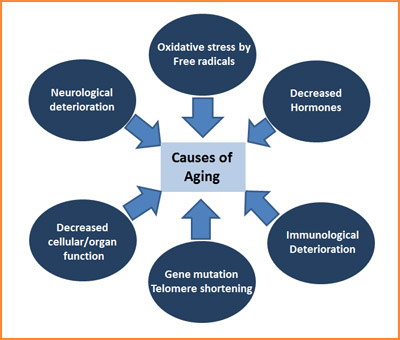 Oxidative stress by
Free radicals
Neurological
deterioration
Decreased
Hormones
Causes of
Aging
Decreased
cellular/organ
function
Immunological
Deterioration
Gene mutation
Telomere shortening